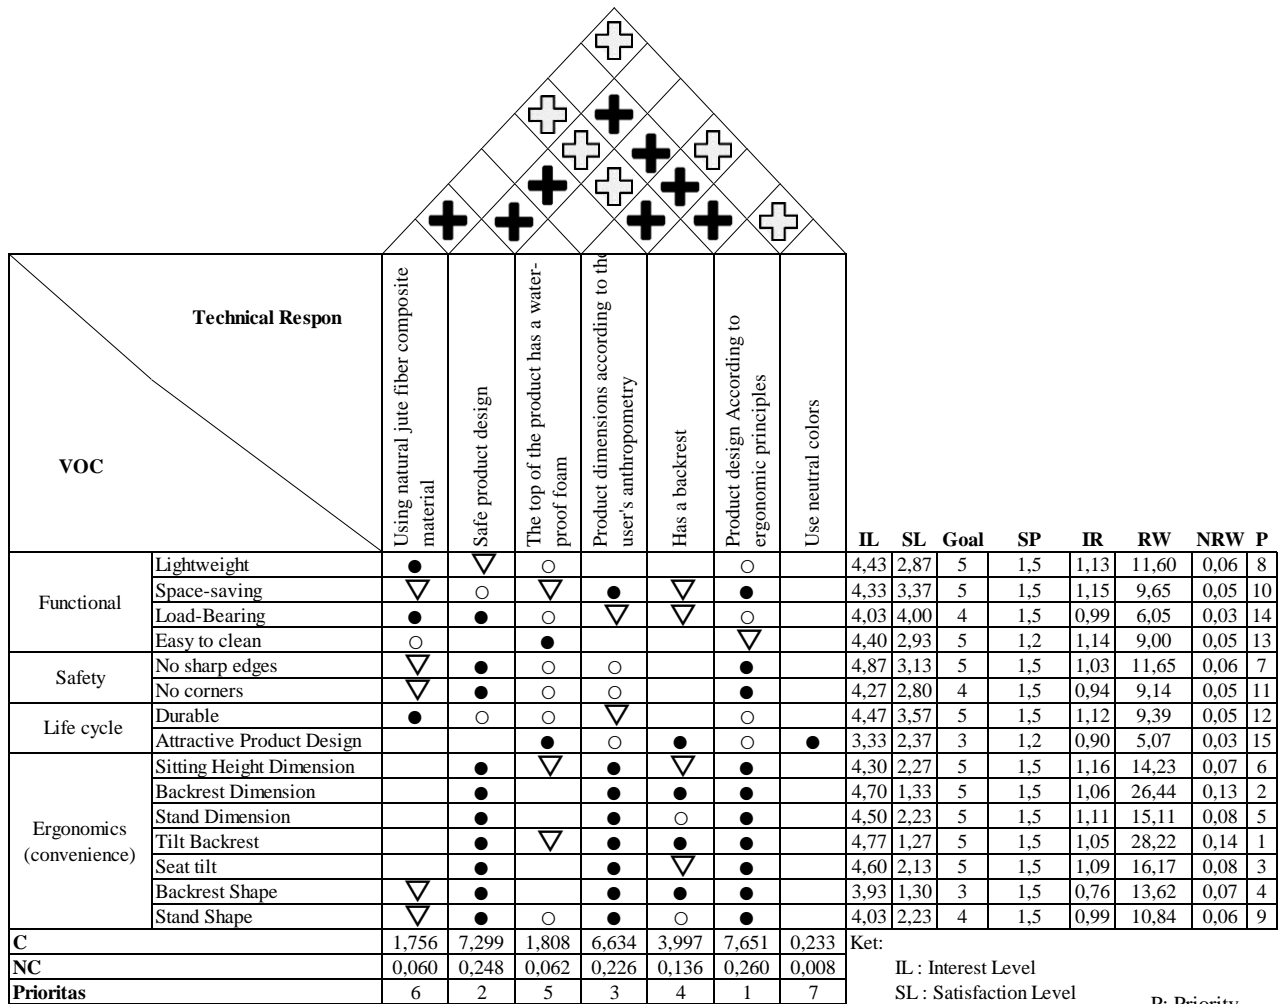 Technical Respon
VOC
Using natural jute fiber composite
material
Safe product design
The top of the product has a water-
proof foam
Product dimensions according to the
user's anthropometry
Has a backrest
Product design According to
ergonomic principles
Use neutral colors
IL SL Goal SP IR RW NRW P
Functional
Lightweight 4,43 2,87 5 1,5 1,13 11,60 0,06 8
Space-saving 4,33 3,37 5 1,5 1,15 9,65 0,05 10
Load-Bearing 4,03 4,00 4 1,5 0,99 6,05 0,03 14
Easy to clean 4,40 2,93 5 1,2 1,14 9,00 0,05 13
Safety
No sharp edges 4,87 3,13 5 1,5 1,03 11,65 0,06 7
No corners 4,27 2,80 4 1,5 0,94 9,14 0,05 11
Life cycle
Durable 4,47 3,57 5 1,5 1,12 9,39 0,05 12
Attractive Product Design 3,33 2,37 3 1,2 0,90 5,07 0,03 15
Ergonomics
(convenience)
Sitting Height Dimension 4,30 2,27 5 1,5 1,16 14,23 0,07 6
Backrest Dimension 4,70 1,33 5 1,5 1,06 26,44 0,13 2
Stand Dimension 4,50 2,23 5 1,5 1,11 15,11 0,08 5
Tilt Backrest 4,77 1,27 5 1,5 1,05 28,22 0,14 1
Seat tilt 4,60 2,13 5 1,5 1,09 16,17 0,08 3
Backrest Shape 3,93 1,30 3 1,5 0,76 13,62 0,07 4
Stand Shape 4,03 2,23 4 1,5 0,99 10,84 0,06 9
C 1,756 7,299 1,808 6,634 3,997 7,651 0,233 Ket:
NC 0,060 0,248 0,062 0,226 0,136 0,260 0,008 IL : Interest Level
Prioritas 6 2 5 3 4 1 7 SL : Satisfaction Level P: Priority